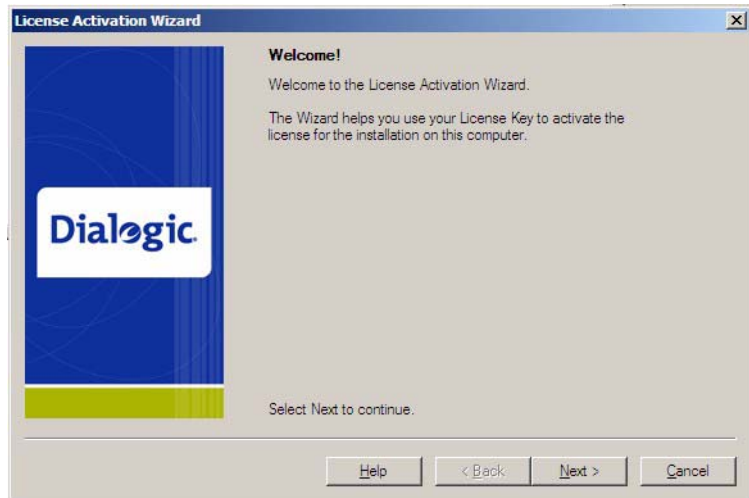 License Activation Wizard
Welcome!
Welcome to the License Activation Wizard.
The Wizard helps you use your License Key to activate the
license for the installation on this computer.
Dialogic.
Select Next to continue.
Help
< Back
Next >
Cancel